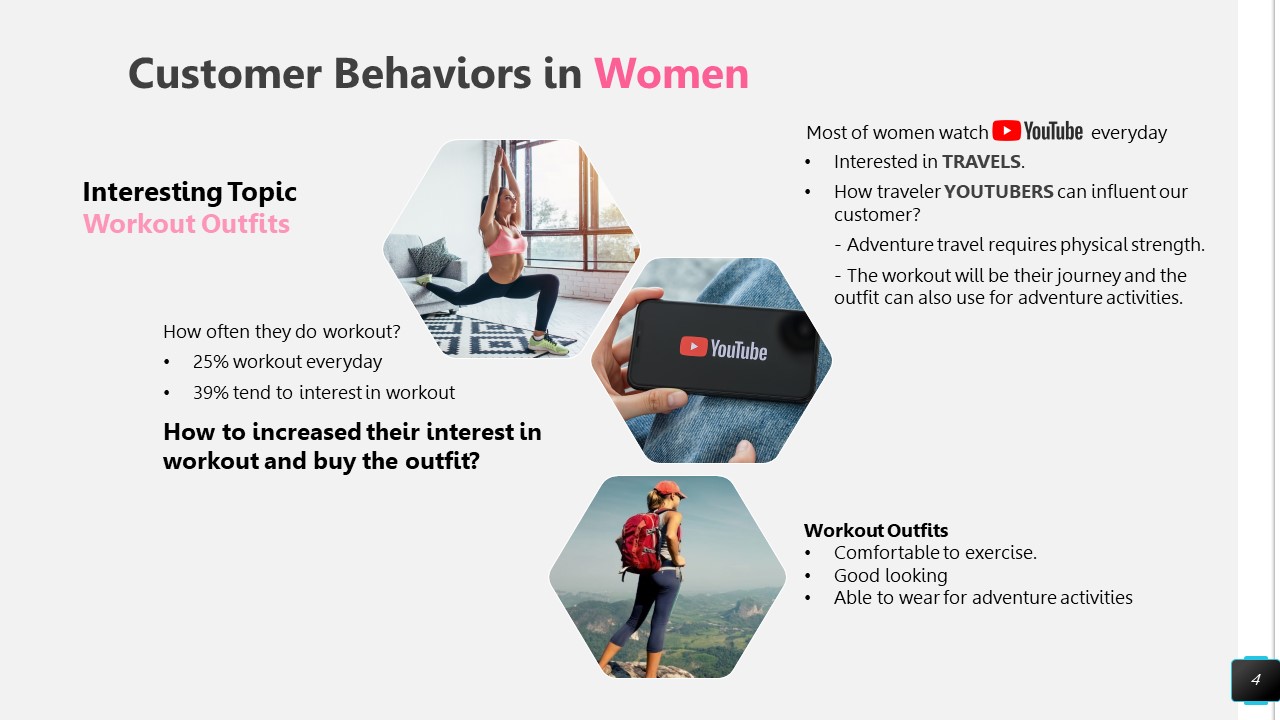 Customer Behaviors in Women
Interesting Topic
Workout Outfits
How often they do workout?
• 25% workout everyday
• 39% tend to interest in workout
How to increased their interest in
workout and buy the outfit?
Most of women watch YouTube everyday
• Interested in TRAVELS.
• How traveler YOUTUBERS can influent our
customer?
- Adventure travel requires physical strength.
- The workout will be their journey and the
outfit can also use for adventure activities.
YouTube
Workout Outfits
• Comfortable to exercise.
• Good looking
• Able to wear for adventure activities
4